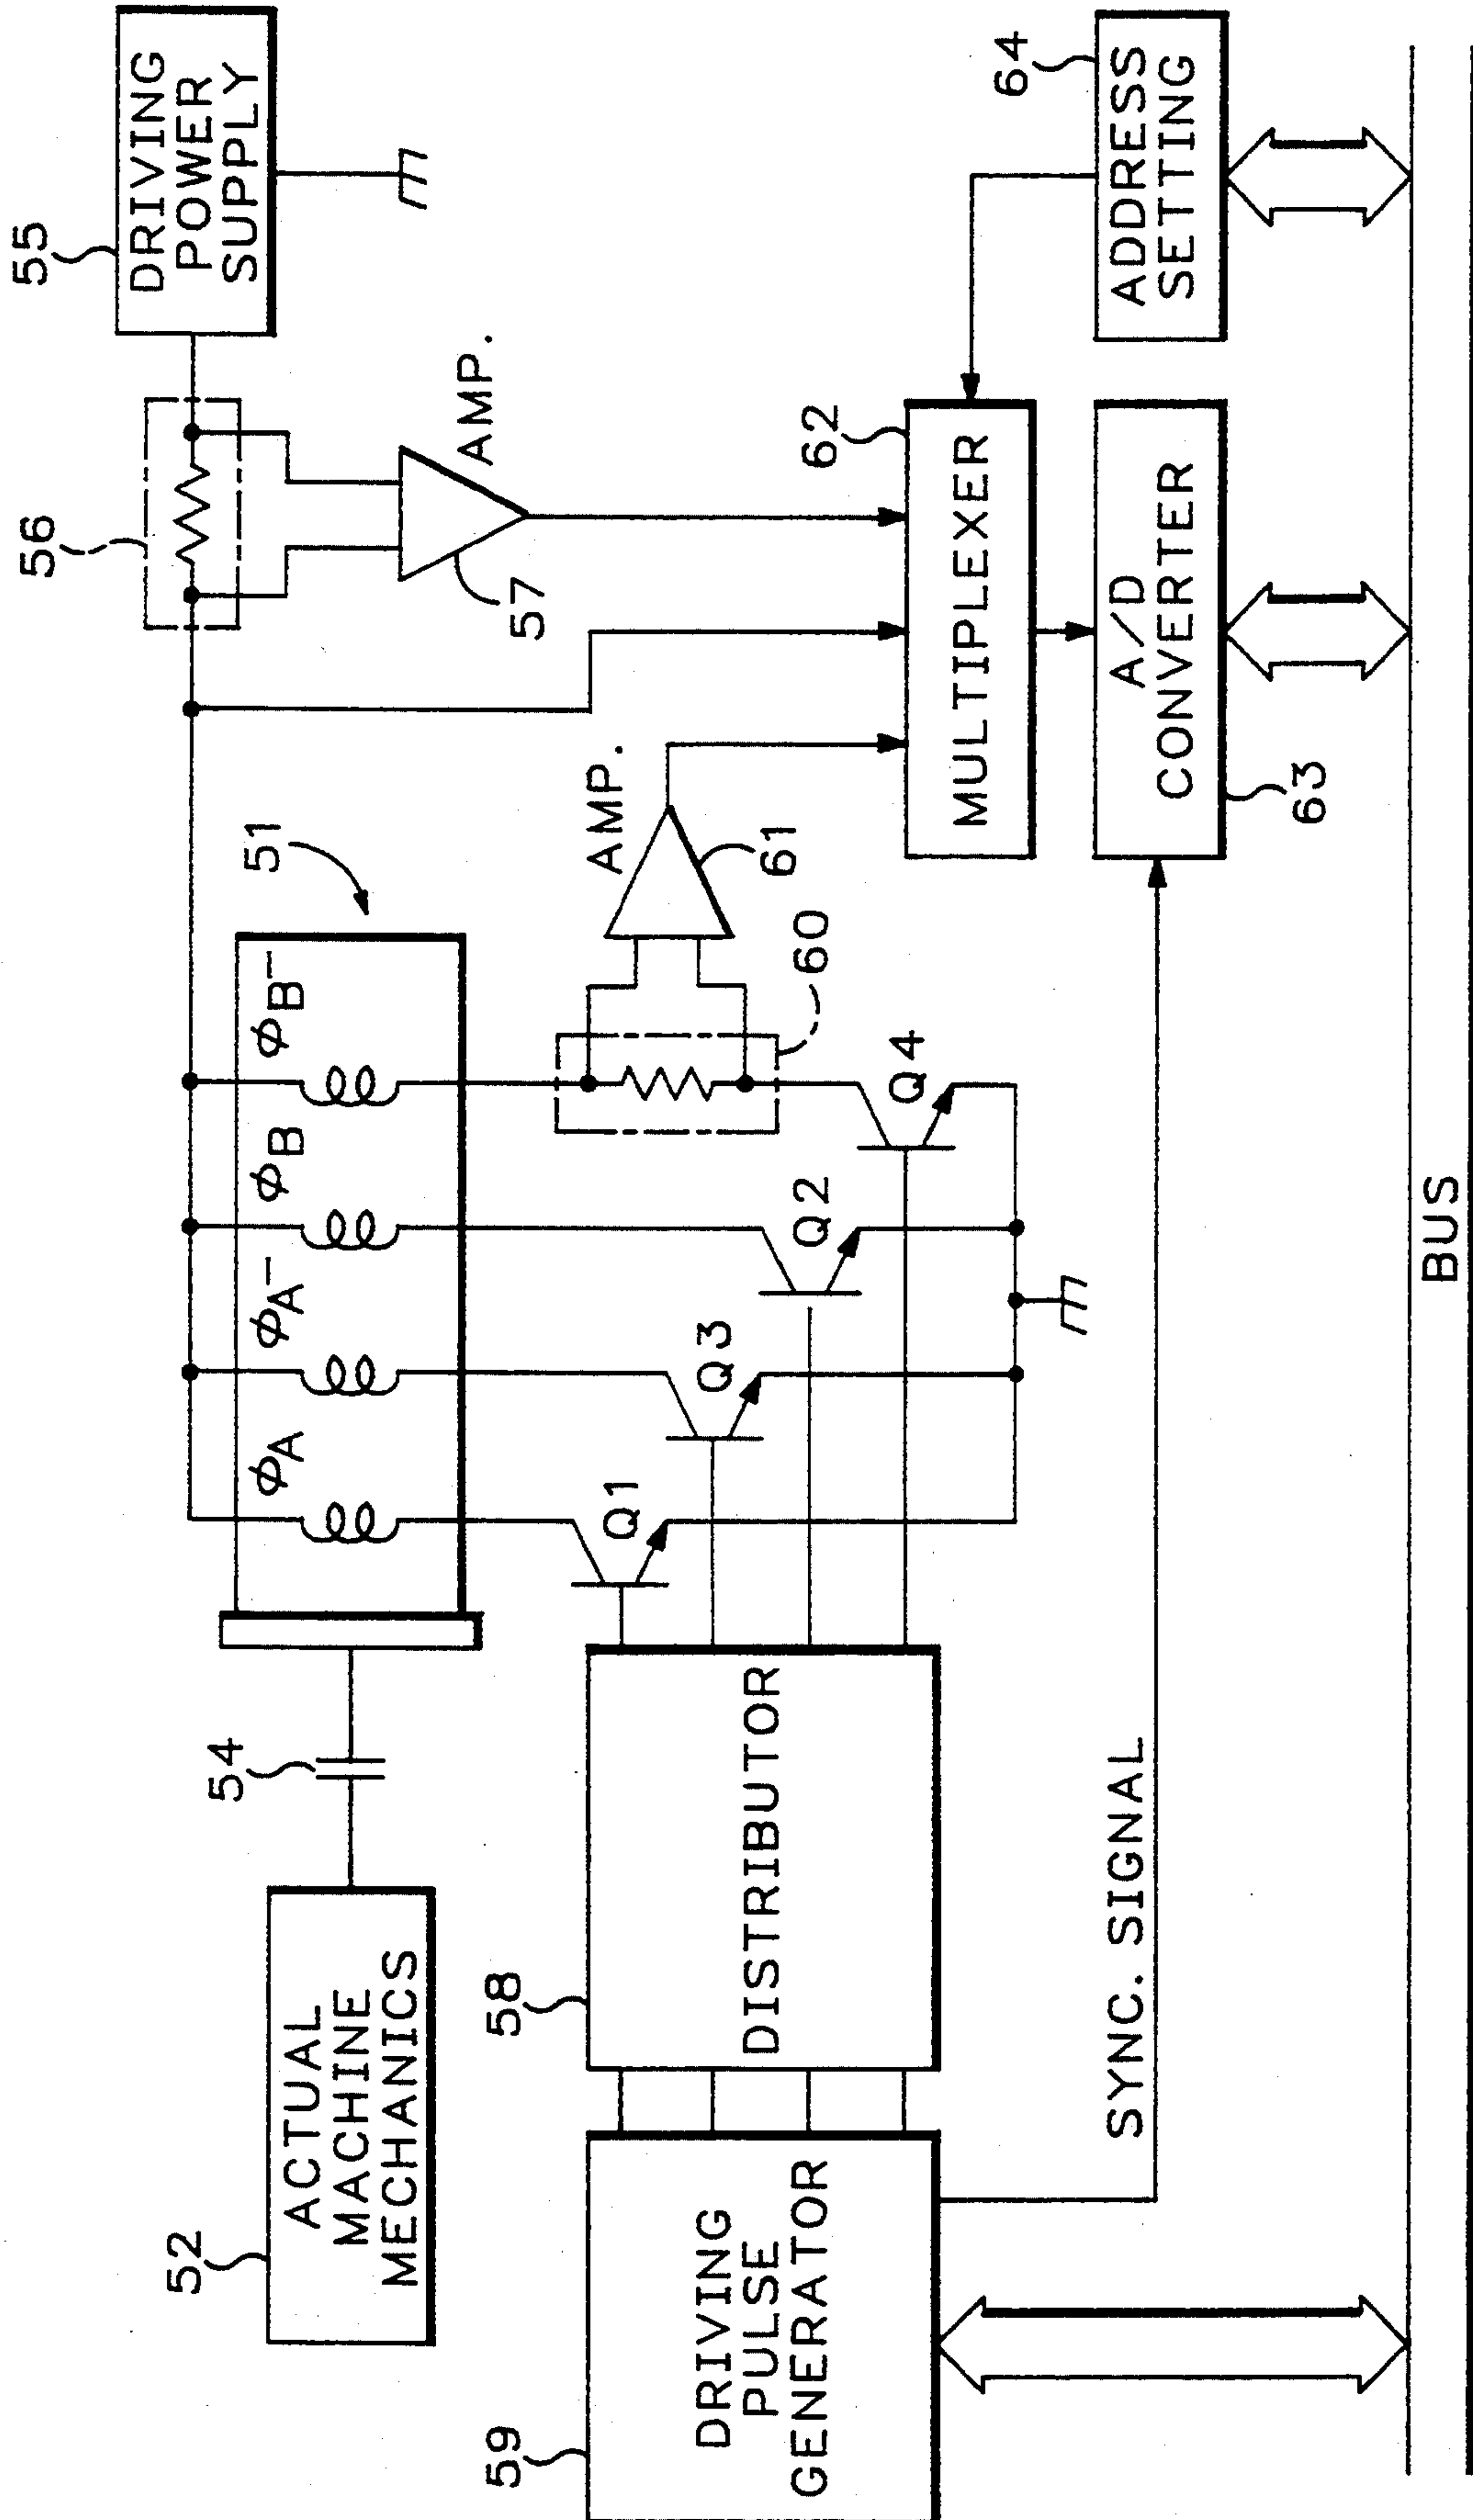 55
DRIVING
POWER
SUPPLY
56
AMP.
57
51
ΦA
ΦA‾
ΦB
ΦB‾
54
52
ACTUAL
MACHINE
MECHANICS
AMP.
61
60
Q1
Q3
Q2
Q4
59
DRIVING
PULSE
GENERATOR
58
DISTRIBUTOR
62
MULTIPLEXER
64
ADDRESS
SETTING
A/D
CONVERTER
63
SYNC. SIGNAL
BUS